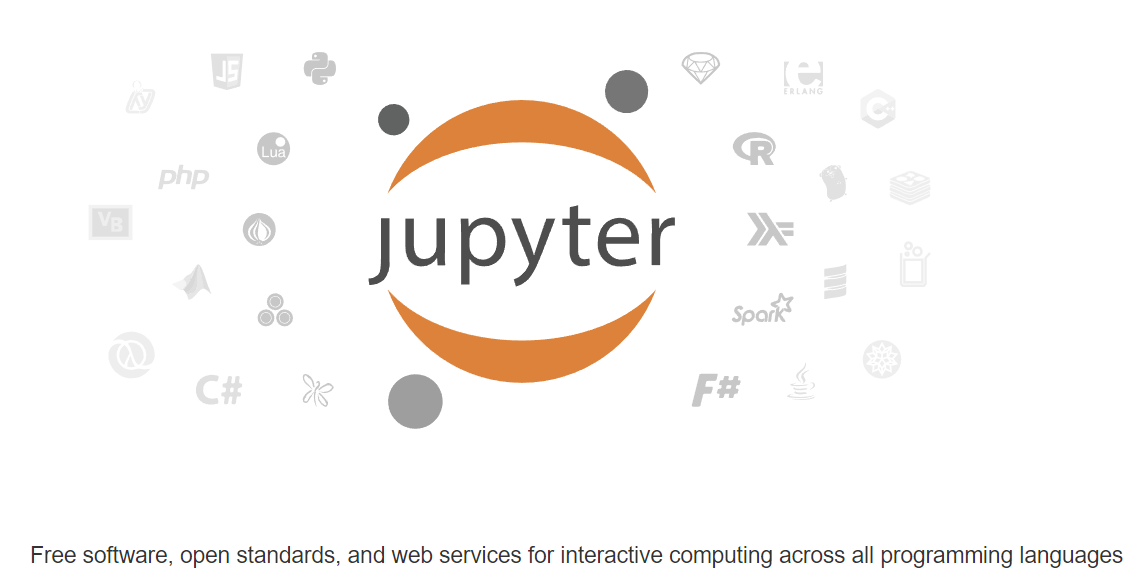 JS
ERLANG
C++
Lua
R
php
VB
jupyter
Spark
C#
F#
Free software, open standards, and web services for interactive computing across all programming languages